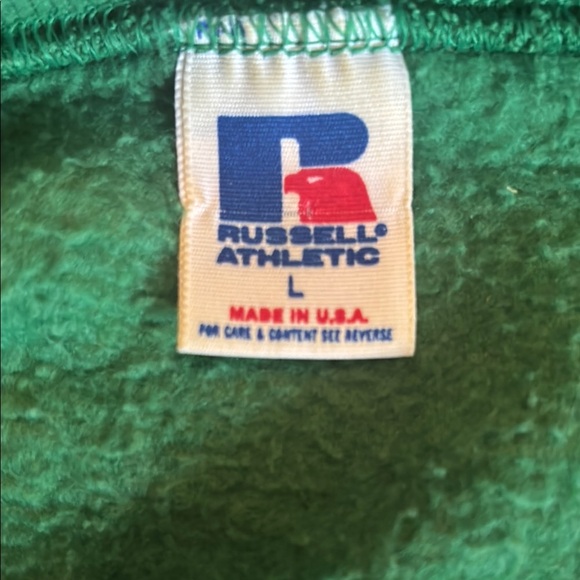 R
RUSSELL®
ATHLETIC
L
MADE IN U.S.A.
FOR CARE & CONTENT SEE REVERSE